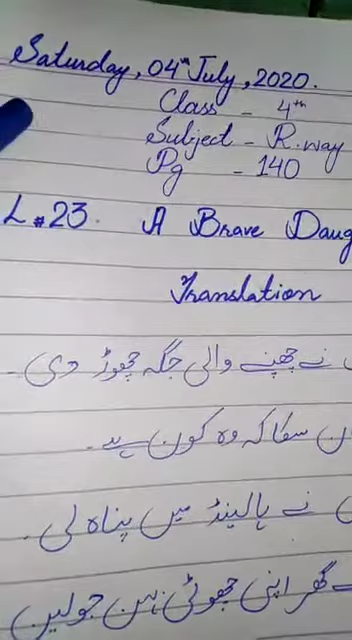 Saturday, 04th July, 2020.
Class - 4th
Subject - R.way
Pg - 140
L #23. A Brave Daug
Translation
نے چھپنے والی جگہ چھوڑ دی۔
سکا کہ وہ کون ہے۔
نے ہالینڈ میں پناہ لی۔
گھر اپنی چھوٹی بہن جولیں